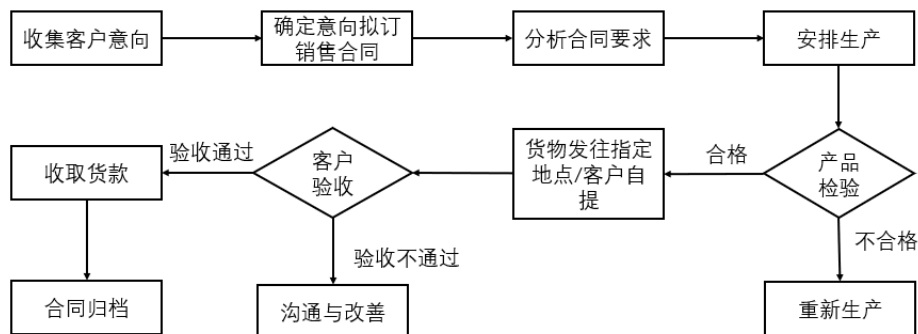 收集客户意向
确定意向拟订
销售合同
分析合同要求
安排生产
产品
检验
合格
货物发往指定
地点/客户自
提
客户
验收
验收通过
收取货款
合同归档
验收不通过
沟通与改善
不合格
重新生产